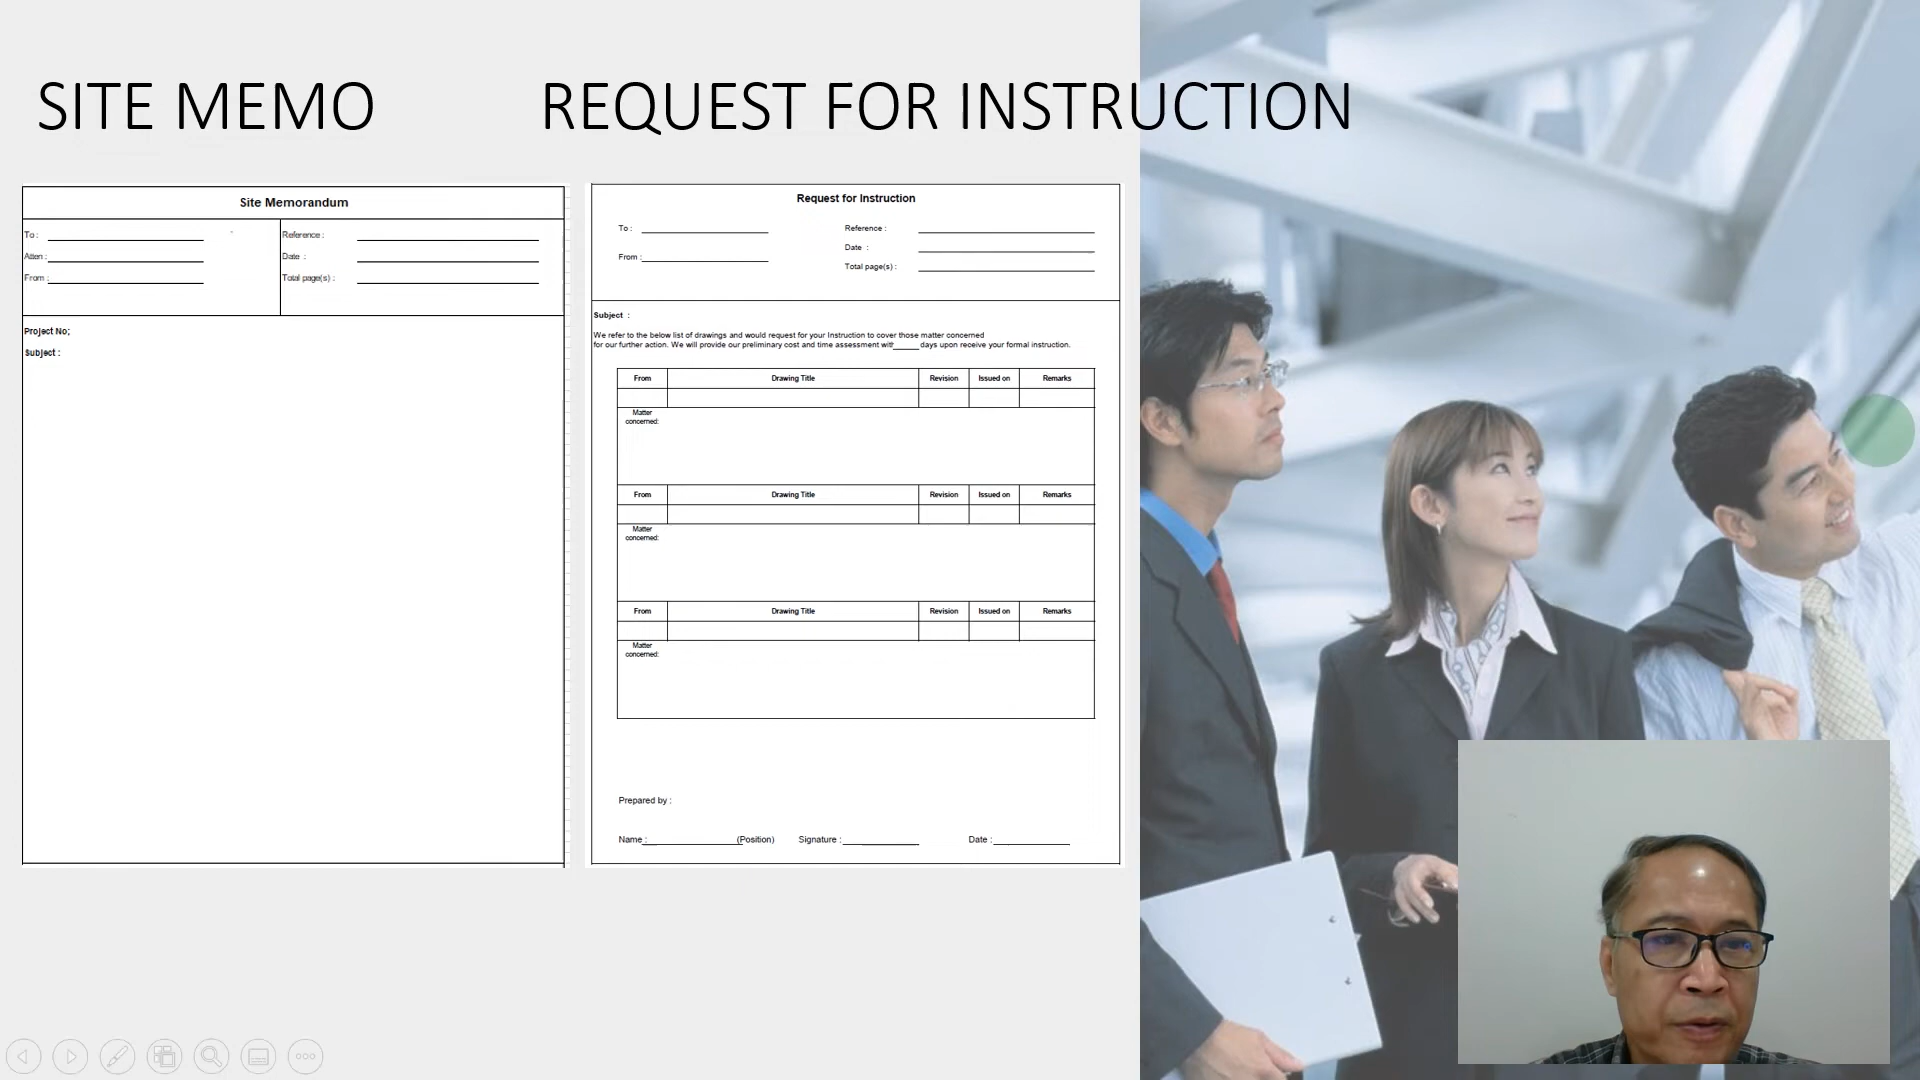 SITE MEMO
REQUEST FOR INSTRUCTION
Site Memorandum
To :
Reference :
Atten :
Date :
From :
Total page(s) :
Project No;
Subject :
Request for Instruction
To :
Reference :
Date :
From :
Total page(s) :
Subject :
We refer to the below list of drawings and would request for your Instruction to cover those matter concerned
for our further action. We will provide our preliminary cost and time assessment with_____ days upon receive your formal instruction.
From Drawing Title Revision Issued on Remarks
Matter
concerned:
From Drawing Title Revision Issued on Remarks
Matter
concerned:
From Drawing Title Revision Issued on Remarks
Matter
concerned:
Prepared by :
Name : (Position) Signature : Date :